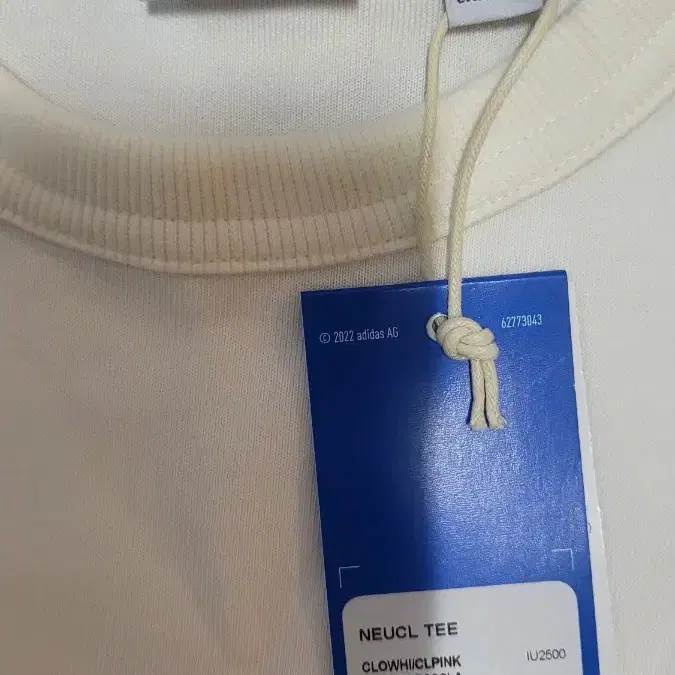 © 2022 adidas AG
62773043
NEUCL TEE
CLOWHI/CLPINK
IU2500